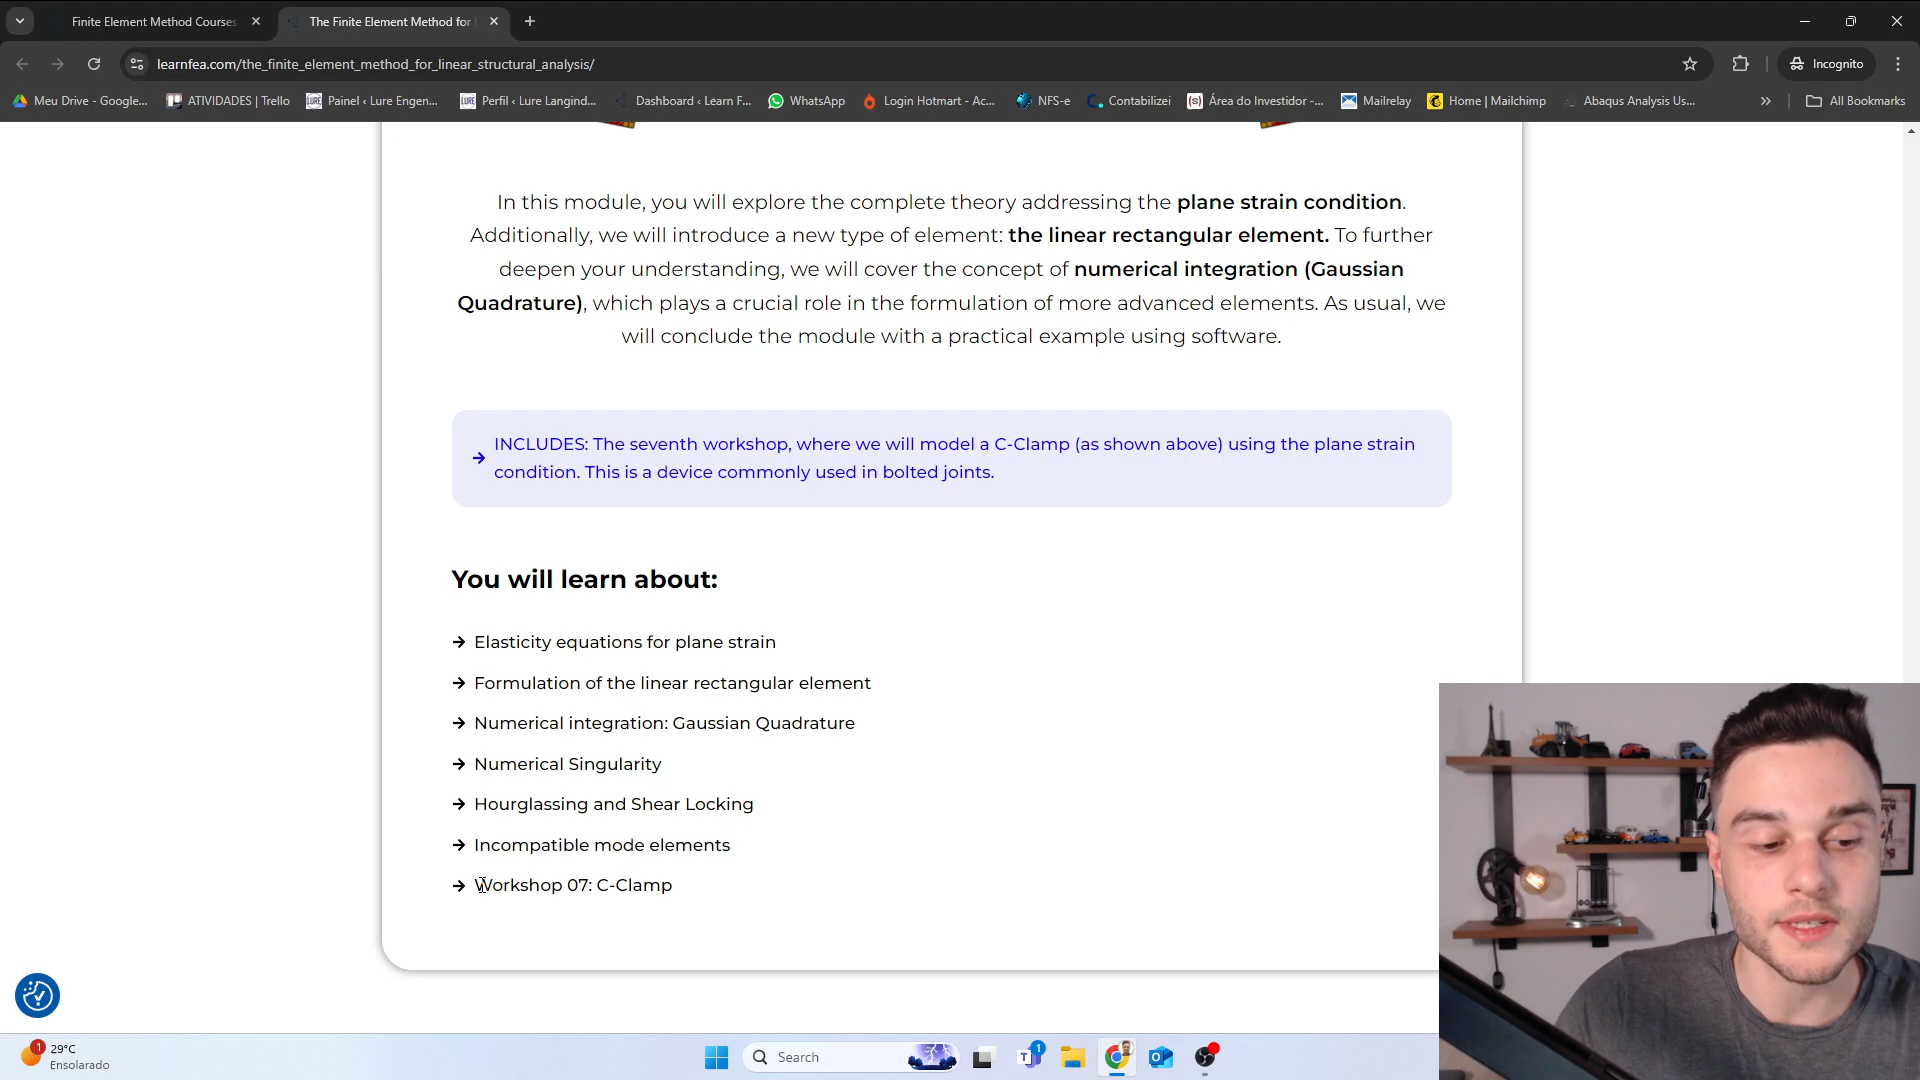 Finite Element Method Courses
The Finite Element Method for
learnfea.com/the_finite_element_method_for_linear_structural_analysis/
Incognito
Meu Drive - Google...
ATIVIDADES | Trello
Painel ‹ Lure Engen...
Perfil ‹ Lure Langind...
Dashboard ‹ Learn F...
WhatsApp
Login Hotmart - Ac...
NFS-e
Contabilizei
Área do Investidor -...
Mailrelay
Home | Mailchimp
Abaqus Analysis Us...
All Bookmarks
In this module, you will explore the complete theory addressing the plane strain condition.
Additionally, we will introduce a new type of element: the linear rectangular element. To further
deepen your understanding, we will cover the concept of numerical integration (Gaussian
Quadrature), which plays a crucial role in the formulation of more advanced elements. As usual, we
will conclude the module with a practical example using software.
INCLUDES: The seventh workshop, where we will model a C-Clamp (as shown above) using the plane strain
condition. This is a device commonly used in bolted joints.
You will learn about:
Elasticity equations for plane strain
Formulation of the linear rectangular element
Numerical integration: Gaussian Quadrature
Numerical Singularity
Hourglassing and Shear Locking
Incompatible mode elements
Workshop 07: C-Clamp
1
29°C
Ensolarado
Search
1